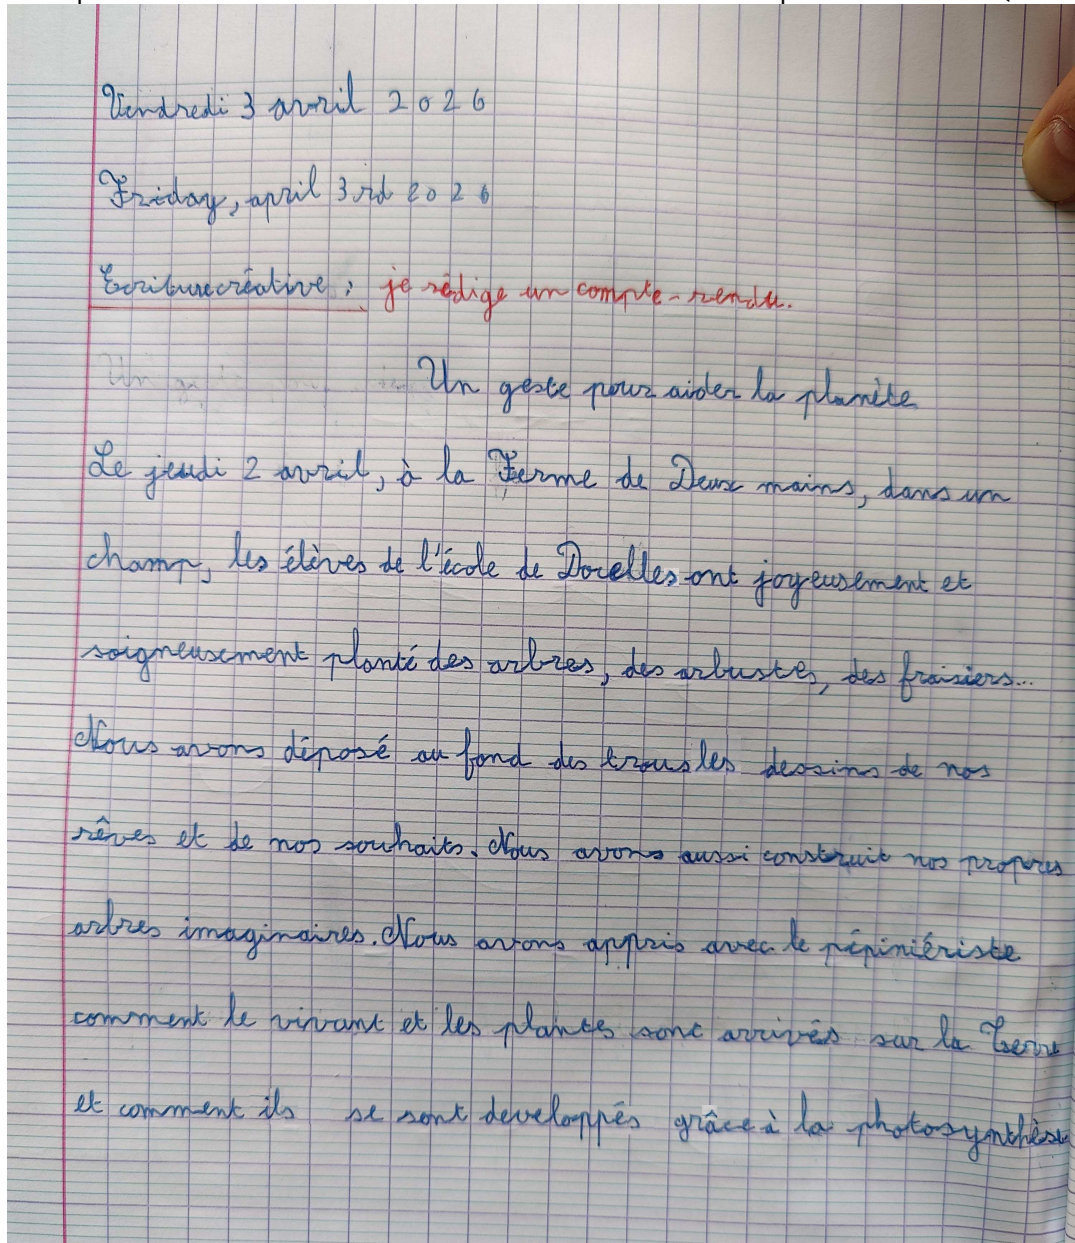 Vendredi 3 avril 2026
Friday, april 3rd 2026
Ecriture créative : je rédige un compte-rendu.
Un geste pour aider la planète
Le jeudi 2 avril, à la Ferme de Deux mains, dans un
champ, les élèves de l'école de Docelles ont joyeusement et
soigneusement planté des arbres, des arbustes, des fraisiers...
Nous avons déposé au fond des trous les dessins de nos
rêves et de nos souhaits. Nous avons aussi construit nos propres
arbres imaginaires. Nous avons appris avec le pépiniériste
comment le vivant et les plantes sont arrivés sur la Terre
et comment ils se sont developpés grâce à la photosynthèse